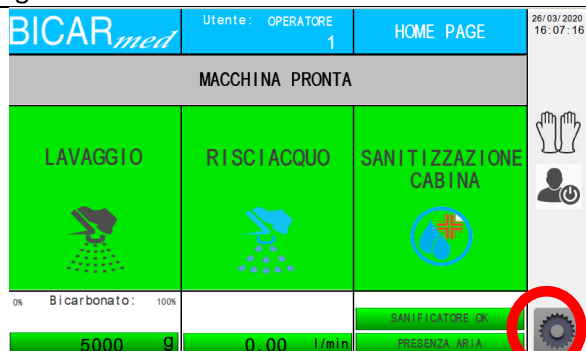 BICARmed
Utente: OPERATORE
1
HOME PAGE
26/03/2020
16:07:16
MACCHINA PRONTA
LAVAGGIO
RISCIACQUO
SANITIZZAZIONE
CABINA
0% Bicarbonato: 100%
5000 g
0.00 l/min
SANIFICATORE OK
PRESENZA ARIA